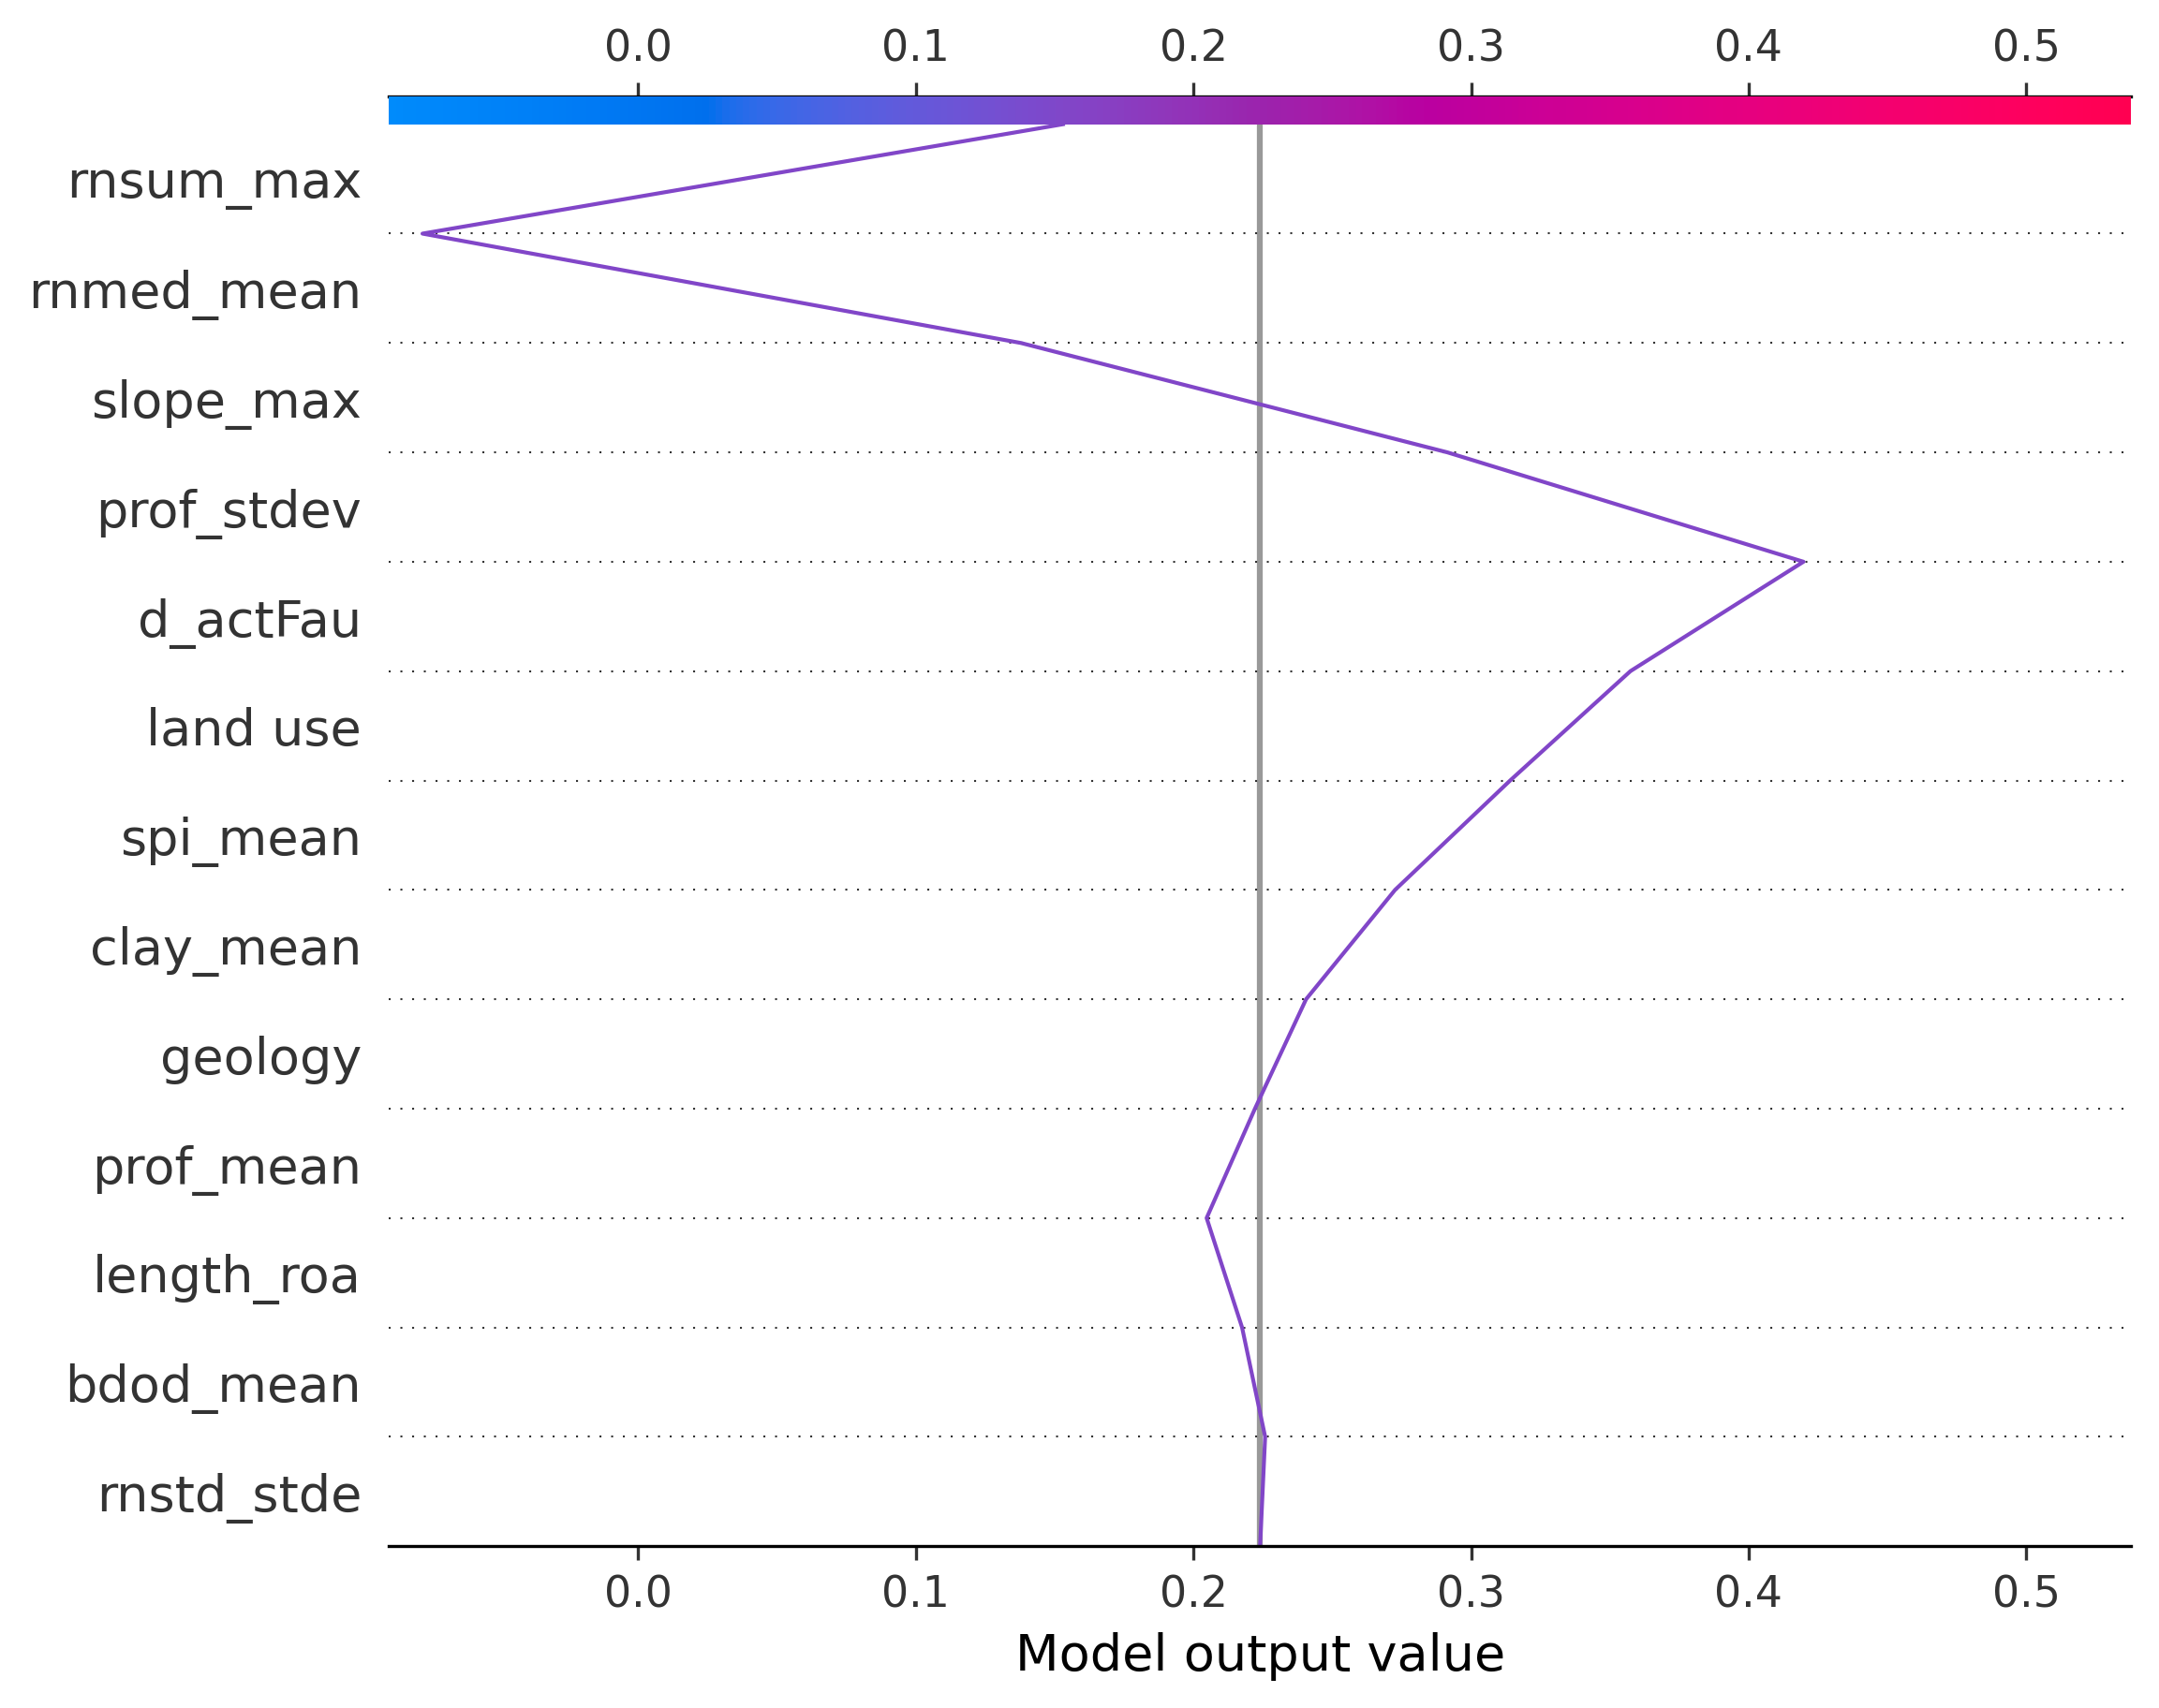 0.0 0.1 0.2 0.3 0.4 0.5
rnsum_max
rnmed_mean
slope_max
prof_stdev
d_actFau
land use
spi_mean
clay_mean
geology
prof_mean
length_roa
bdod_mean
rnstd_stde
0.0 0.1 0.2 0.3 0.4 0.5
Model output value